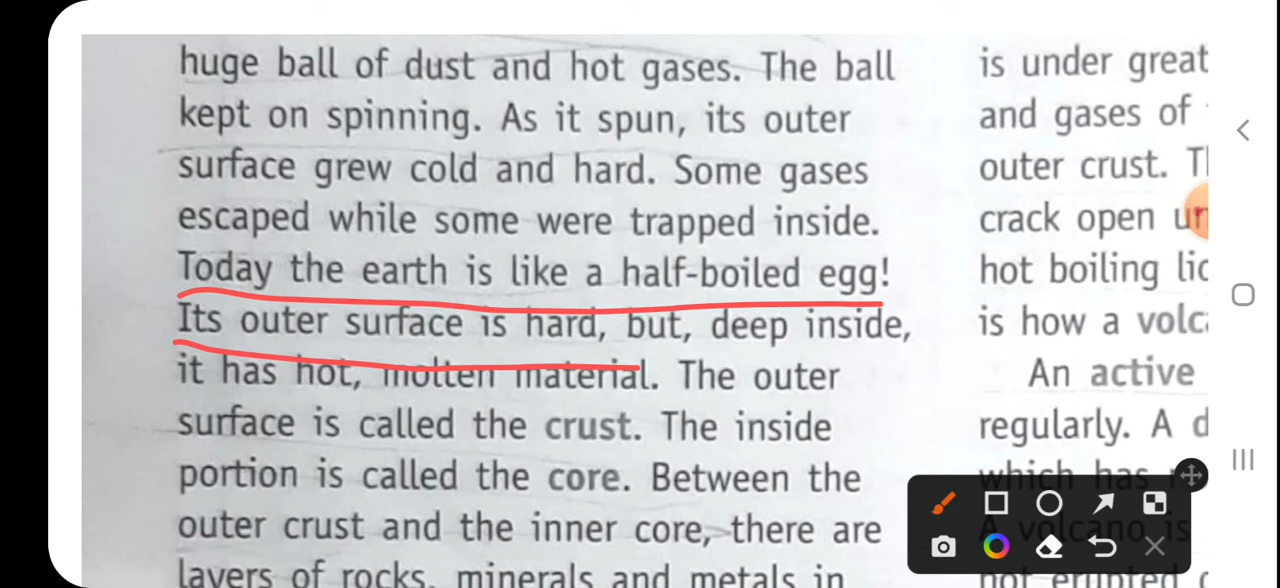 huge ball of dust and hot gases. The ball
kept on spinning. As it spun, its outer
surface grew cold and hard. Some gases
escaped while some were trapped inside.
Today the earth is like a half-boiled egg!
Its outer surface is hard, but, deep inside,
it has hot, molten material. The outer
surface is called the crust. The inside
portion is called the core. Between the
outer crust and the inner core, there are
layers of rocks, minerals and metals in
is under great
and gases of
outer crust.
crack open
hot boiling
is how a
An active
regularly. A
which has
A volcano is
not erupted